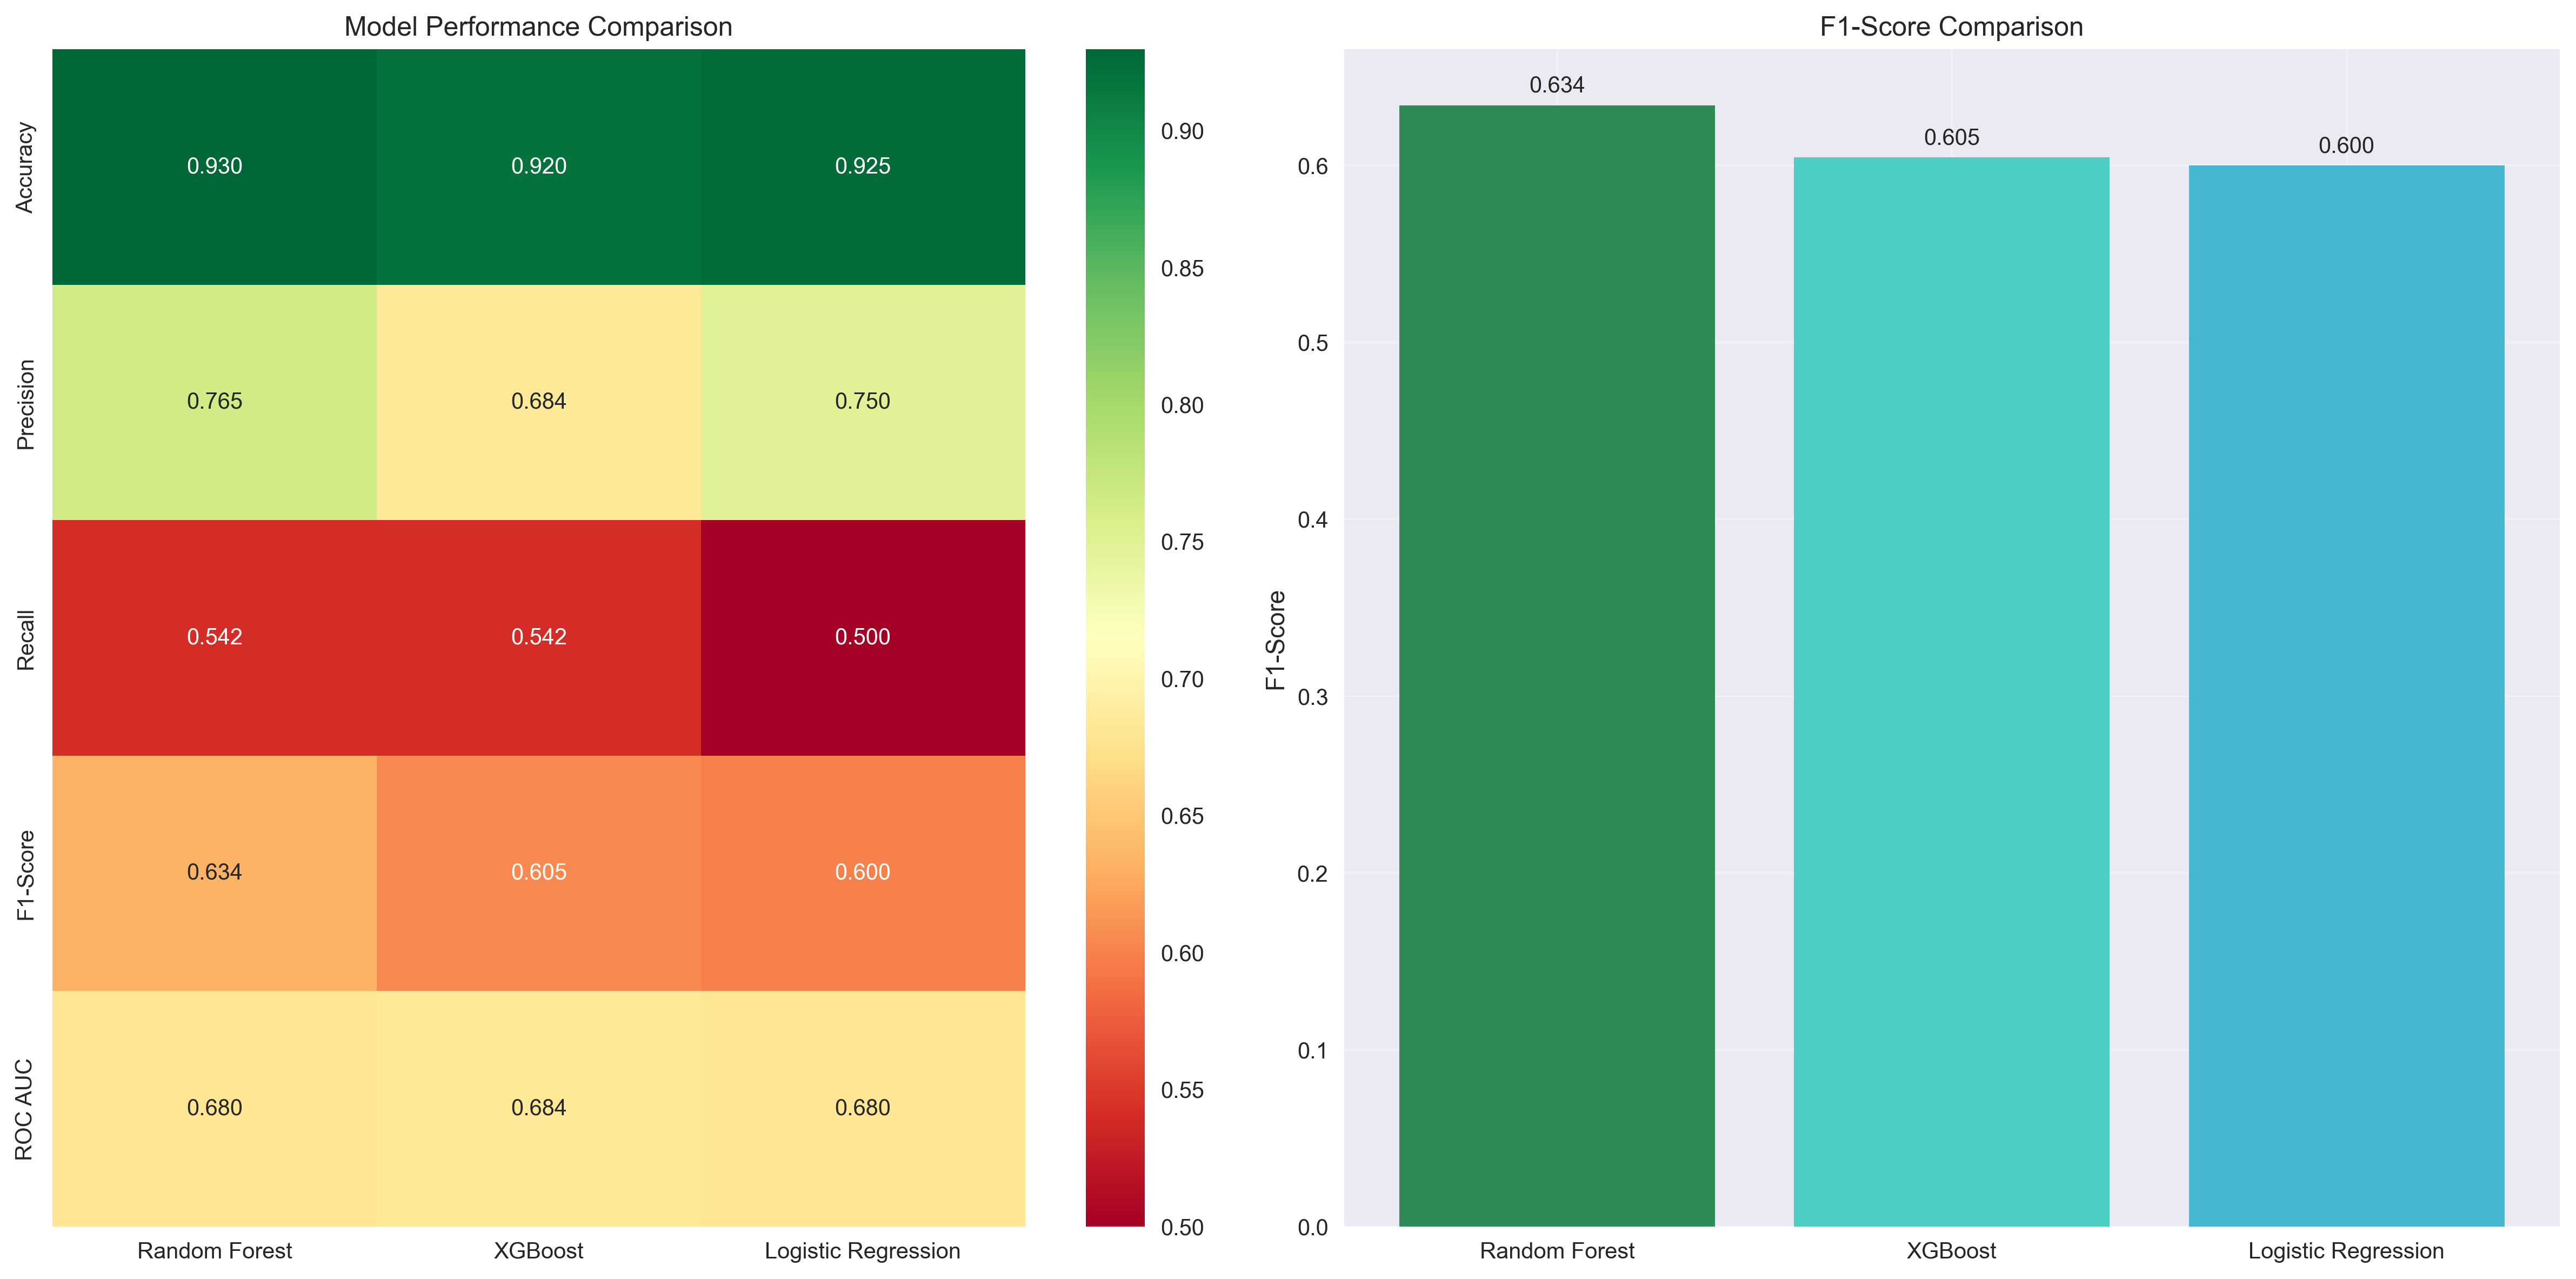 Model Performance Comparison
Accuracy
0.930 0.920 0.925
Precision
0.765 0.684 0.750
Recall
0.542 0.542 0.500
F1-Score
0.634 0.605 0.600
ROC AUC
0.680 0.684 0.680
Random Forest XGBoost Logistic Regression
0.90
0.85
0.80
0.75
0.70
0.65
0.60
0.55
0.50
F1-Score Comparison
F1-Score
0.6
0.5
0.4
0.3
0.2
0.1
0.0
0.634
0.605
0.600
Random Forest XGBoost Logistic Regression